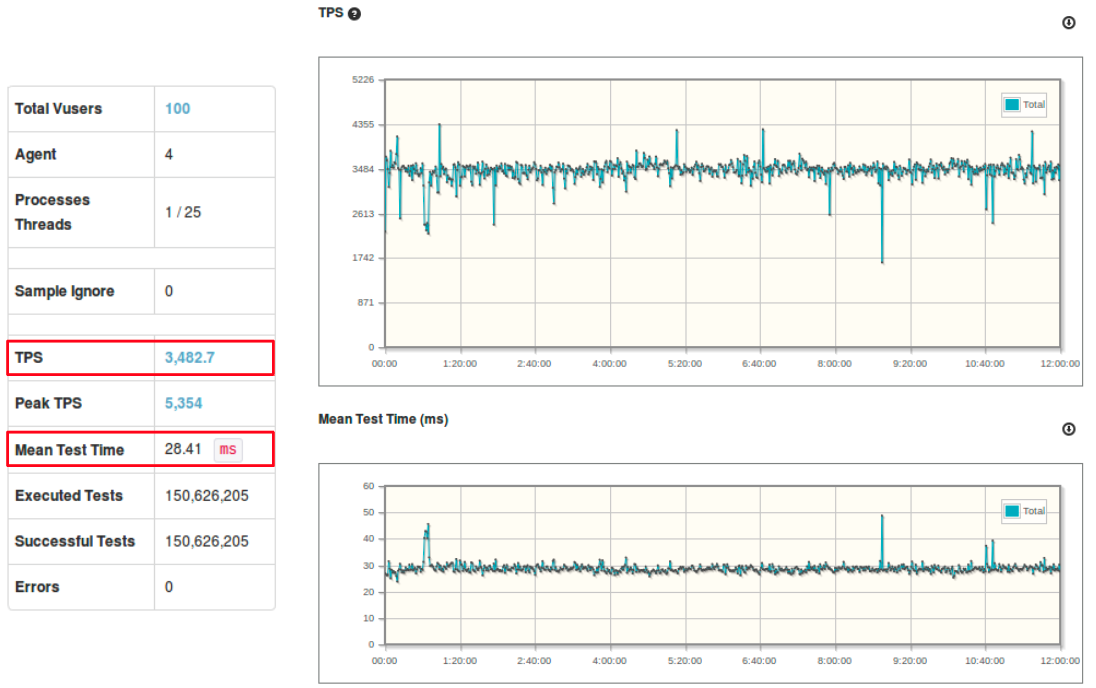 Total Vusers 100
Agent 4
Processes
Threads
1 / 25
Sample Ignore 0
TPS 3,482.7
Peak TPS 5,354
Mean Test Time 28.41 ms
Executed Tests 150,626,205
Successful Tests 150,626,205
Errors 0
TPS ?
5226
4355
3484
2613
1742
871
0
Total
00:00 1:20:00 2:40:00 4:00:00 5:20:00 6:40:00 8:00:00 9:20:00 10:40:00 12:00:00
Mean Test Time (ms)
60
50
40
30
20
10
0
Total
00:00 1:20:00 2:40:00 4:00:00 5:20:00 6:40:00 8:00:00 9:20:00 10:40:00 12:00:00